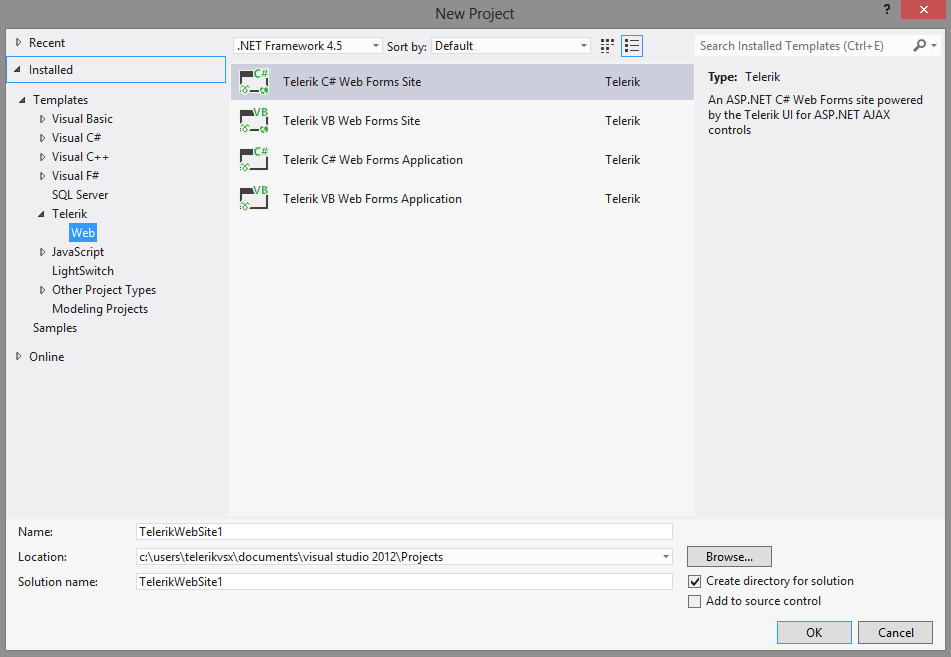 New Project
?
Recent
Installed
Templates
Visual Basic
Visual C#
Visual C++
Visual F#
SQL Server
Telerik
Web
JavaScript
LightSwitch
Other Project Types
Modeling Projects
Samples
Online
.NET Framework 4.5 Sort by: Default
C# Telerik C# Web Forms Site Telerik
VB Telerik VB Web Forms Site Telerik
C# Telerik C# Web Forms Application Telerik
VB Telerik VB Web Forms Application Telerik
Search Installed Templates (Ctrl+E)
Type: Telerik
An ASP.NET C# Web Forms site powered
by the Telerik UI for ASP.NET AJAX
controls
Name: TelerikWebSite1
Location: c:\users\telerikvsx\documents\visual studio 2012\Projects Browse...
Solution name: TelerikWebSite1 Create directory for solution
Add to source control
OK Cancel